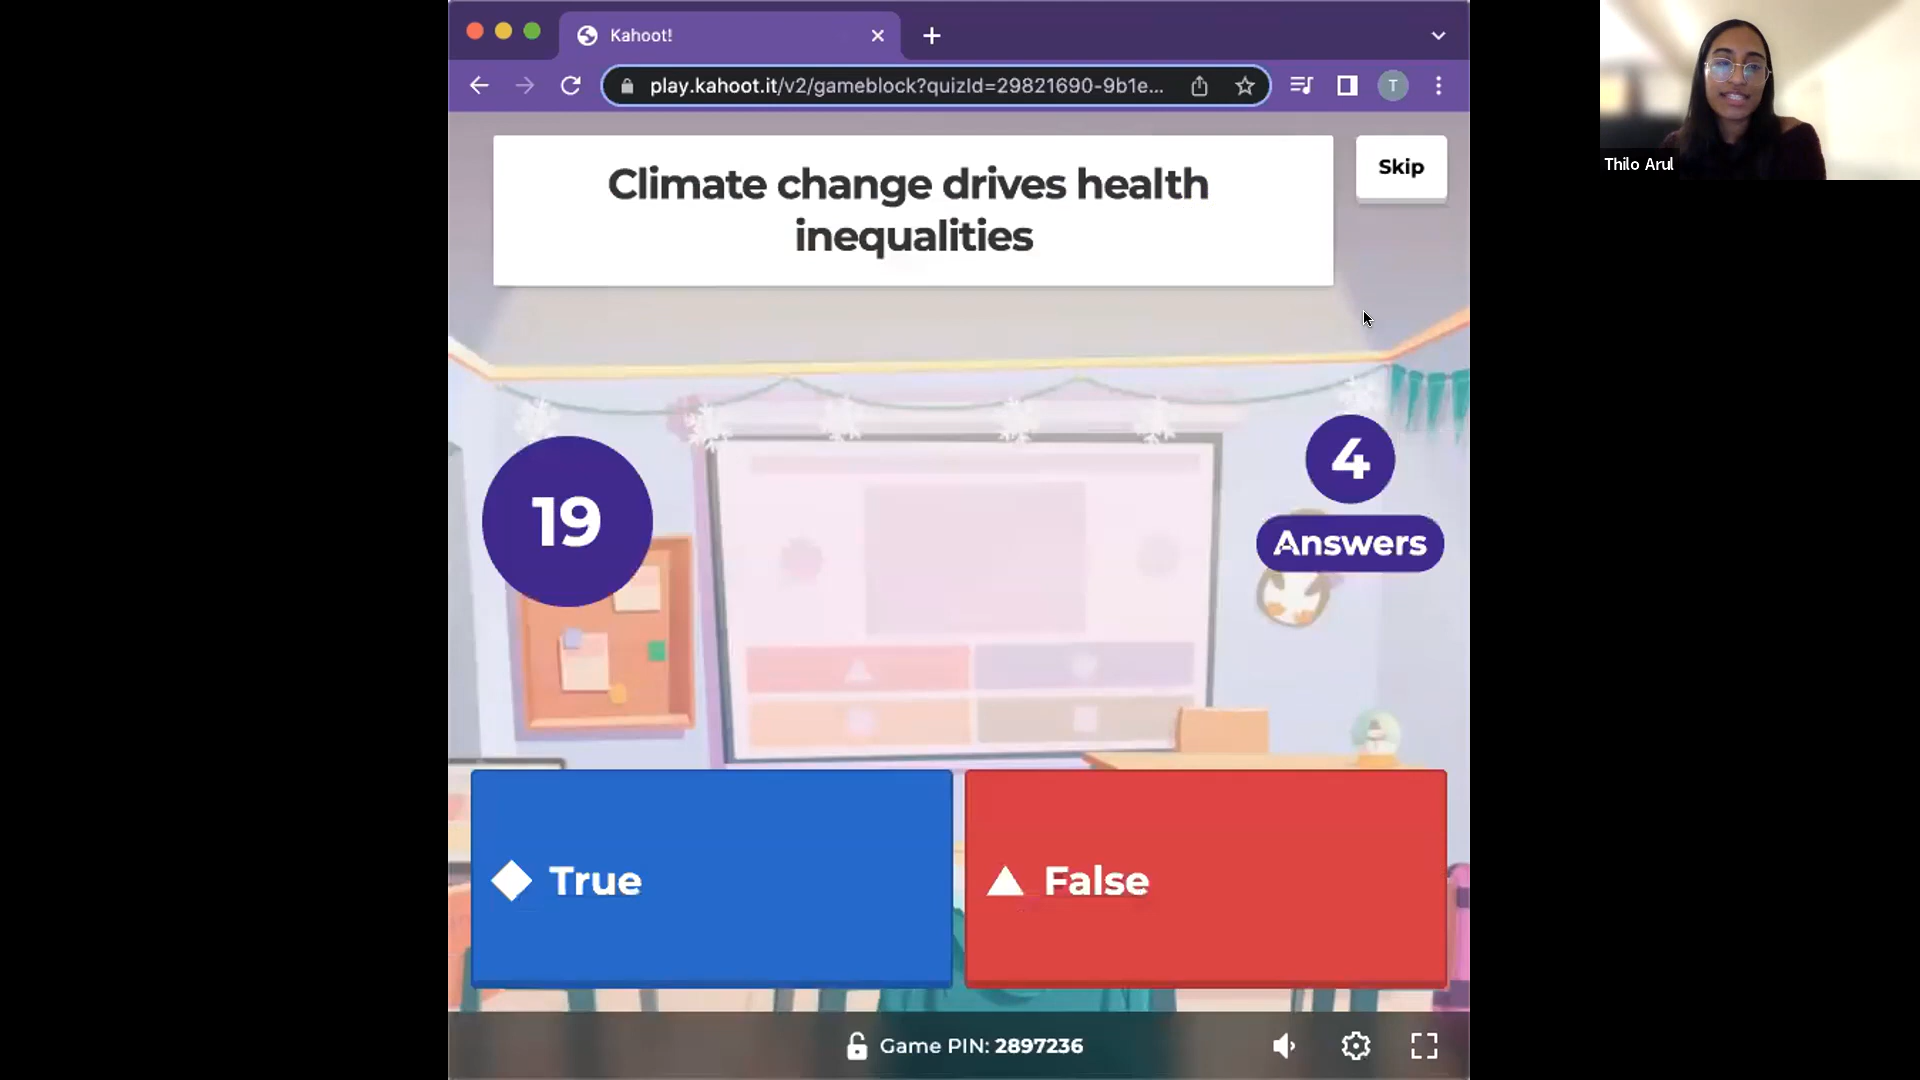 Kahoot!
play.kahoot.it/v2/gameblock?quizId=29821690-9b1e...
T
Climate change drives health
inequalities
Skip
Thilo Arul
19
4
Answers
True
False
Game PIN: 2897236